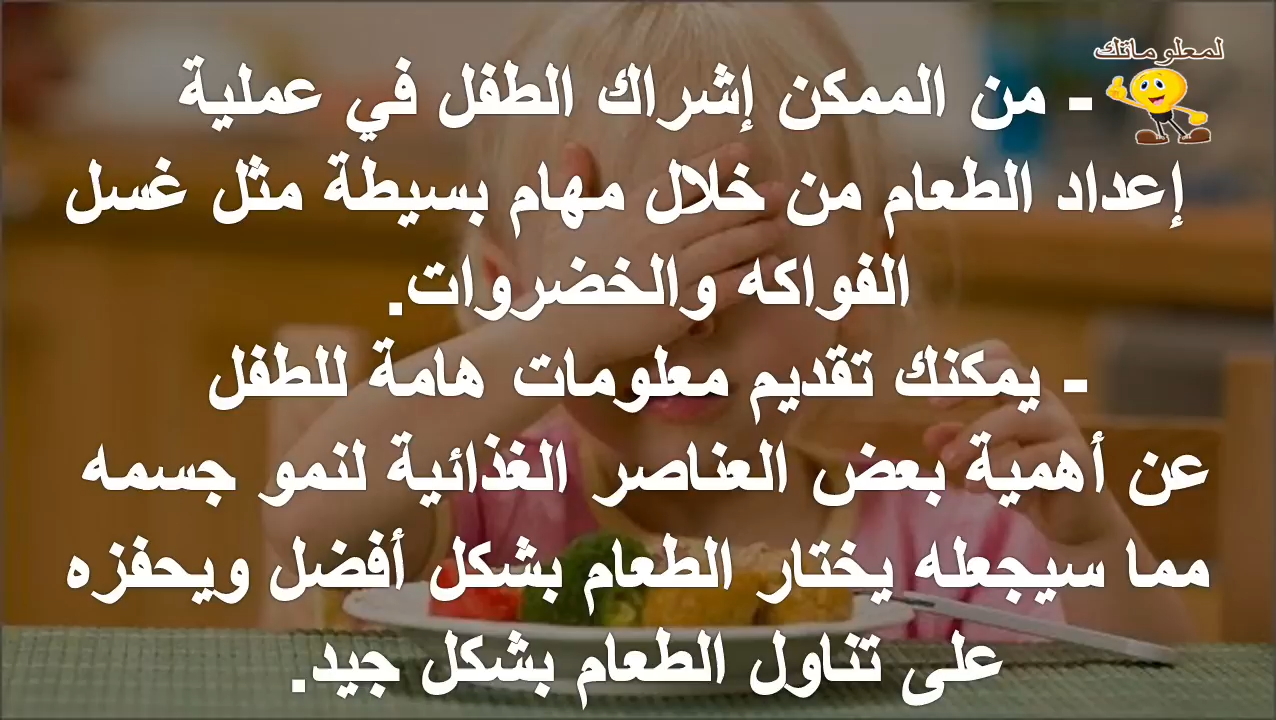 لمعلوماتك
- من الممكن إشراك الطفل في عملية
إعداد الطعام من خلال مهام بسيطة مثل غسل
الفواكه والخضروات.
- يمكنك تقديم معلومات هامة للطفل
عن أهمية بعض العناصر الغذائية لنمو جسمه
مما سيجعله يختار الطعام بشكل أفضل ويحفزه
على تناول الطعام بشكل جيد.